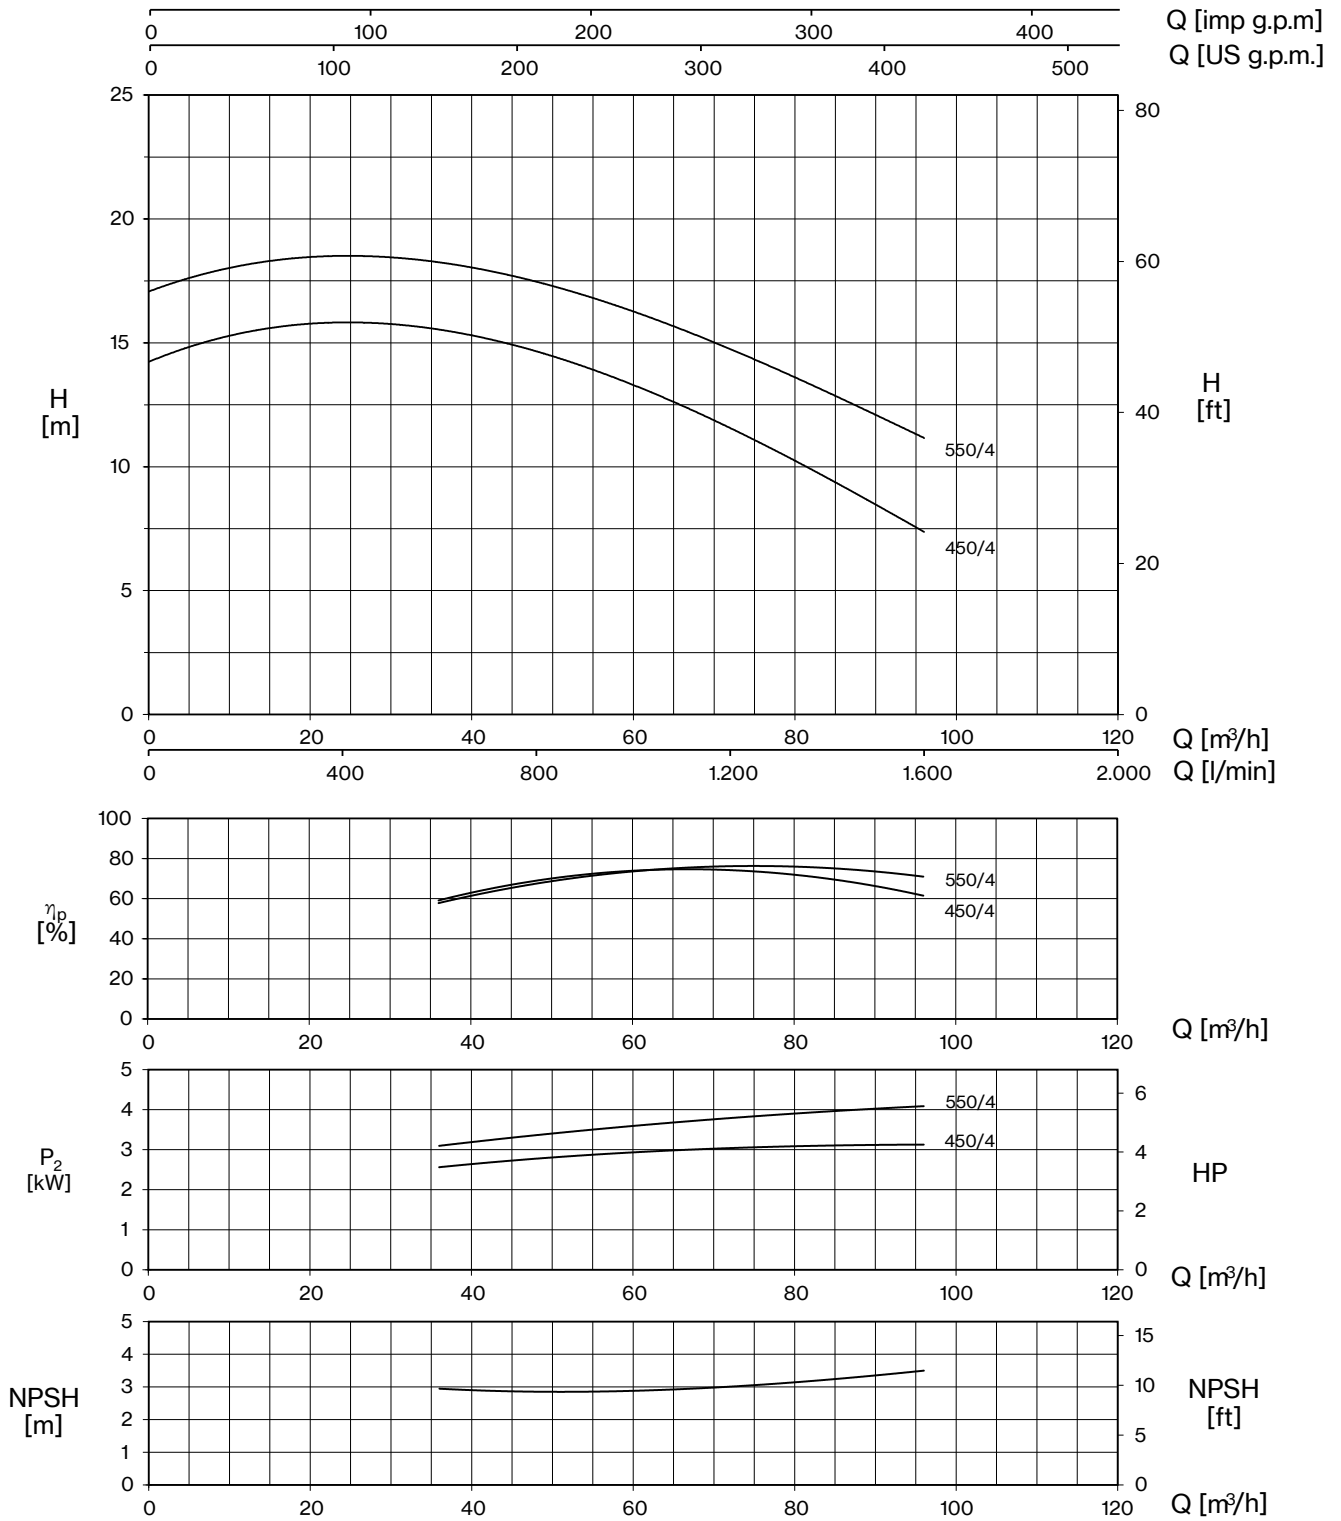 0 100 200 300 400 Q [imp g.p.m]
0 100 200 300 400 500 Q [US g.p.m.]
25
80
20
60
15
H
[m]
H
[ft]
40
550/4
10
450/4
20
5
0 0
0 20 40 60 80 100 120 Q [m³/h]
0 400 800 1.200 1.600 2.000 Q [l/min]
100
80
550/4
60
450/4
ηp
[%]
40
20
0
0 20 40 60 80 100 120 Q [m³/h]
5
6
550/4
4
450/4
3 4
P2
[kW]
HP
2
2
1
0 0
0 20 40 60 80 100 120 Q [m³/h]
5
15
4
3 10
NPSH
[m]
NPSH
[ft]
2
5
1
0 0
0 20 40 60 80 100 120 Q [m³/h]